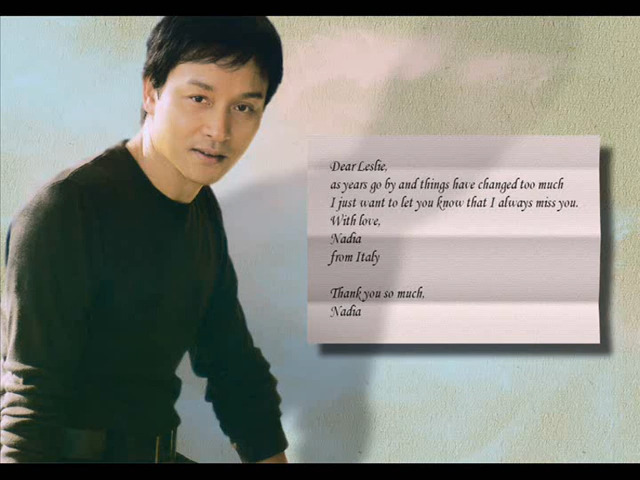 Dear Leslie,
as years go by and things have changed too much
I just want to let you know that I always miss you.
With love,
Nadia
from Italy
Thank you so much,
Nadia